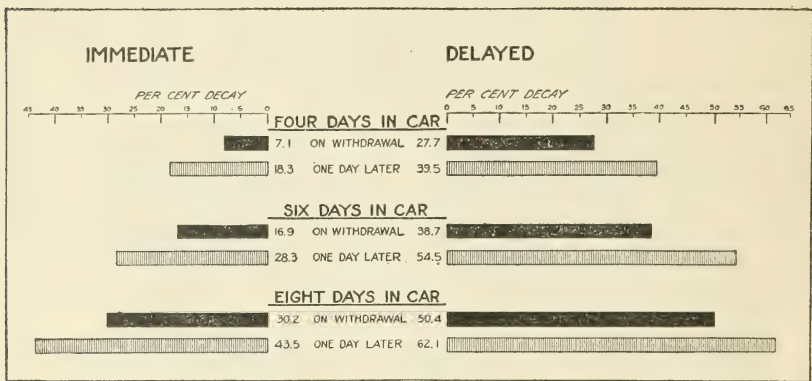 IMMEDIATE DELAYED
PER CENT DECAY PER CENT DECAY
45 40 35 30 25 20 15 10 5 0 0 5 10 15 20 25 30 35 40 45 50 55 60 65
FOUR DAYS IN CAR
7.1 ON WITHDRAWAL 27.7
18.3 ONE DAY LATER 39.5
SIX DAYS IN CAR
16.9 ON WITHDRAWAL 38.7
28.3 ONE DAY LATER 54.5
EIGHT DAYS IN CAR
30.2 ON WITHDRAWAL 50.4
43.5 ONE DAY LATER 62.1